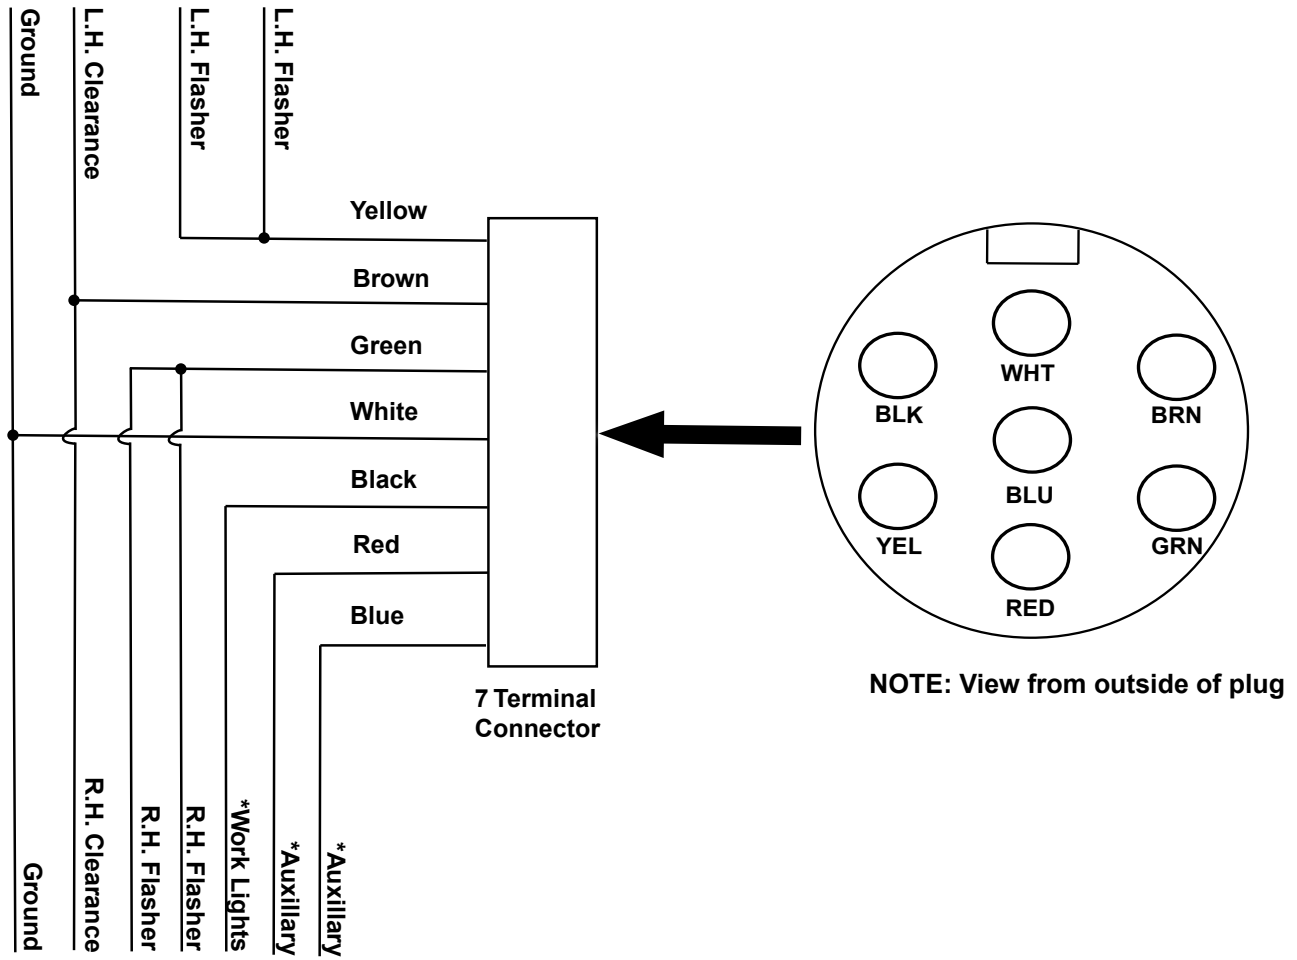 Ground
L.H. Clearance
L.H. Flasher
L.H. Flasher
Yellow
Brown
Green
White
Black
Red
Blue
7 Terminal
Connector
R.H. Clearance
R.H. Flasher
R.H. Flasher
*Work Lights
*Auxillary
*Auxillary
Ground
WHT
BLK
BRN
BLU
YEL
GRN
RED
NOTE: View from outside of plug